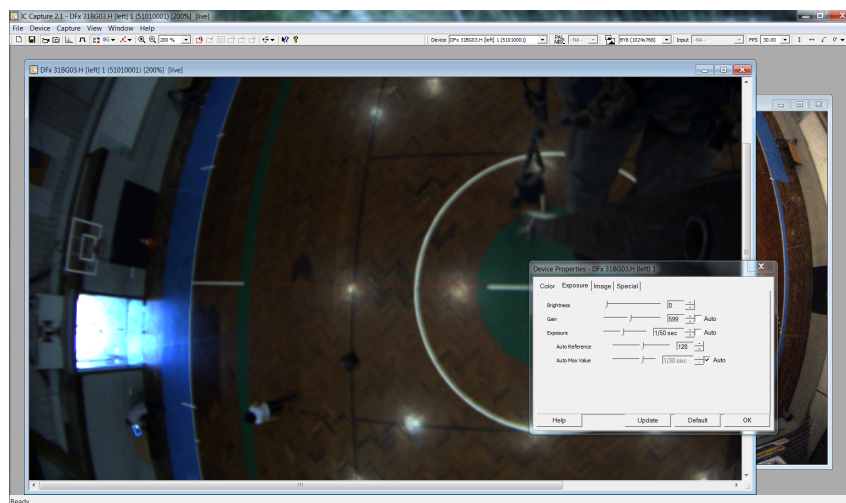 IC Capture 2.1 - DFx 31BG03.H [left] 1 (51010001) [200%] [live]
File Device Capture View Window Help
200 % Device DFx 31BG03.H [left] 1 (51010001) - NA - BY8 (1024x768) Input - NA - FPS 30.00 0°
DFx 31BG03.H [left] 1 (51010001) [200%] [live]
Device Properties - DFx 31BG03.H [left] 1
Color Exposure Image Special
Brightness 0
Gain 599 Auto
Exposure 1/50 sec Auto
Auto Reference 128
Auto Max Value 1/30 sec Auto
Help Update Default OK
Ready